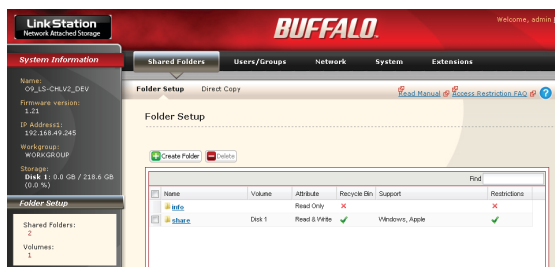 LinkStation
Network Attached Storage
BUFFALO
Welcome, admin
System Information
Name:
O9_LS-CHLV2_DEV
Firmware version:
1.21
IP Address1:
192.168.49.245
Workgroup:
WORKGROUP
Storage:
Disk 1: 0.0 GB / 218.6 GB
(0.0 %)
Folder Setup
Shared Folders:
2
Volumes:
1
Shared Folders Users/Groups Network System Extensions
Folder Setup Direct Copy Read Manual Access Restriction FAQ
Folder Setup
Create Folder Delete
Find
Name Volume Attribute Recycle Bin Support Restrictions
info Read Only
share Disk 1 Read & Write Windows, Apple